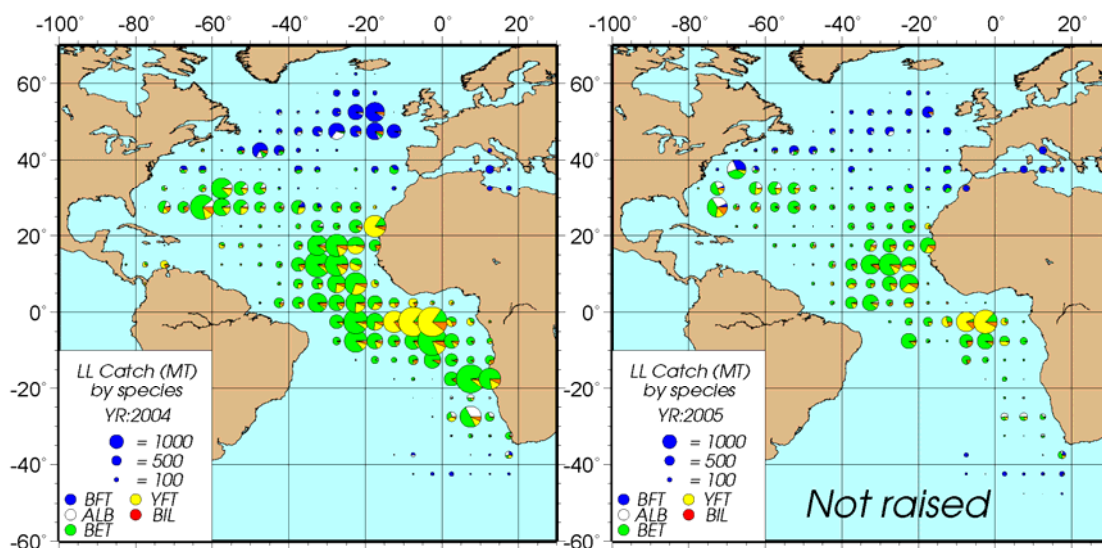 -100° -80° -60° -40° -20° 0° 20° -100° -80° -60° -40° -20° 0° 20°
60° 60°
40° 40°
20° 20°
0° 0°
-20° -20°
-40° -40°
-60° -60°
LL Catch (MT)
by species
YR:2004
= 1000
= 500
= 100
BFT YFT
ALB BIL
BET
LL Catch (MT)
by species
YR:2005
= 1000
= 500
= 100
BFT YFT
ALB BIL
BET
Not raised